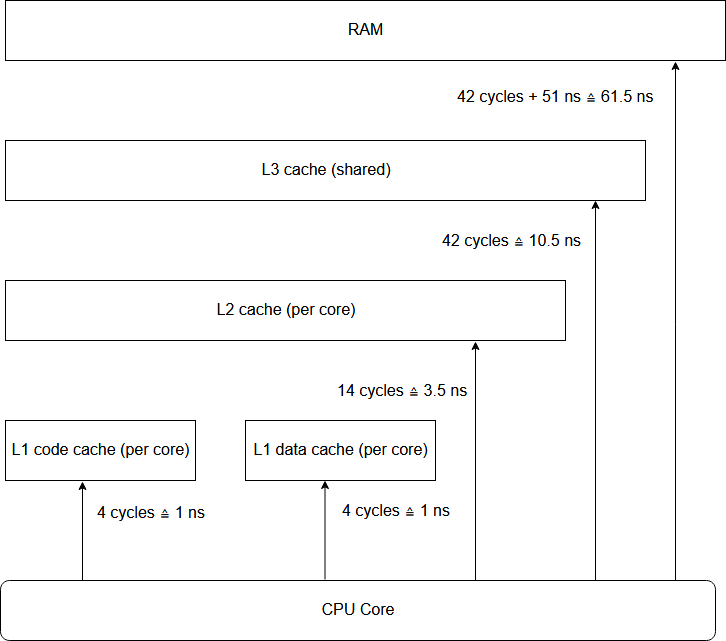 RAM
42 cycles + 51 ns ≙ 61.5 ns
L3 cache (shared)
42 cycles ≙ 10.5 ns
L2 cache (per core)
14 cycles ≙ 3.5 ns
L1 code cache (per core)
L1 data cache (per core)
4 cycles ≙ 1 ns
4 cycles ≙ 1 ns
CPU Core